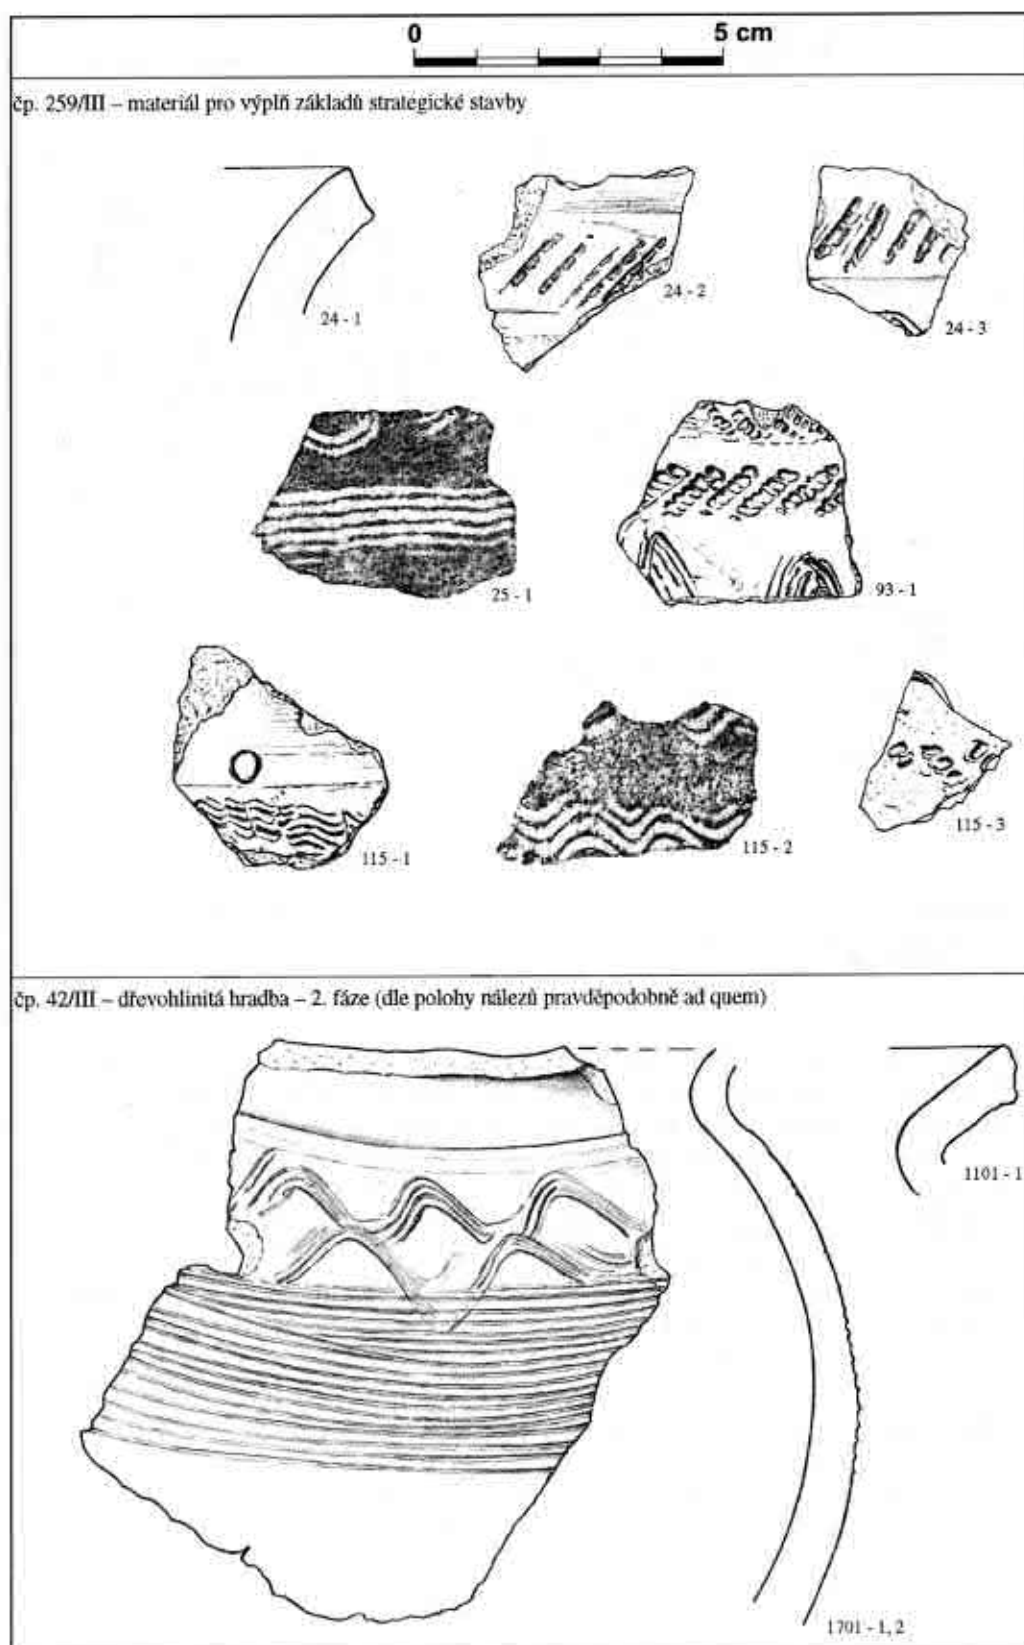 0 5 cm
čp. 259/III – materiál pro výplň základů strategické stavby
24 - 1
24 - 2
24 - 3
25 - 1
93 - 1
115 - 1
115 - 2
115 - 3
čp. 42/III – dřevohlinitá hradba – 2. fáze (dle polohy nálezů pravděpodobně ad quem)
1101 - 1
1701 - 1, 2